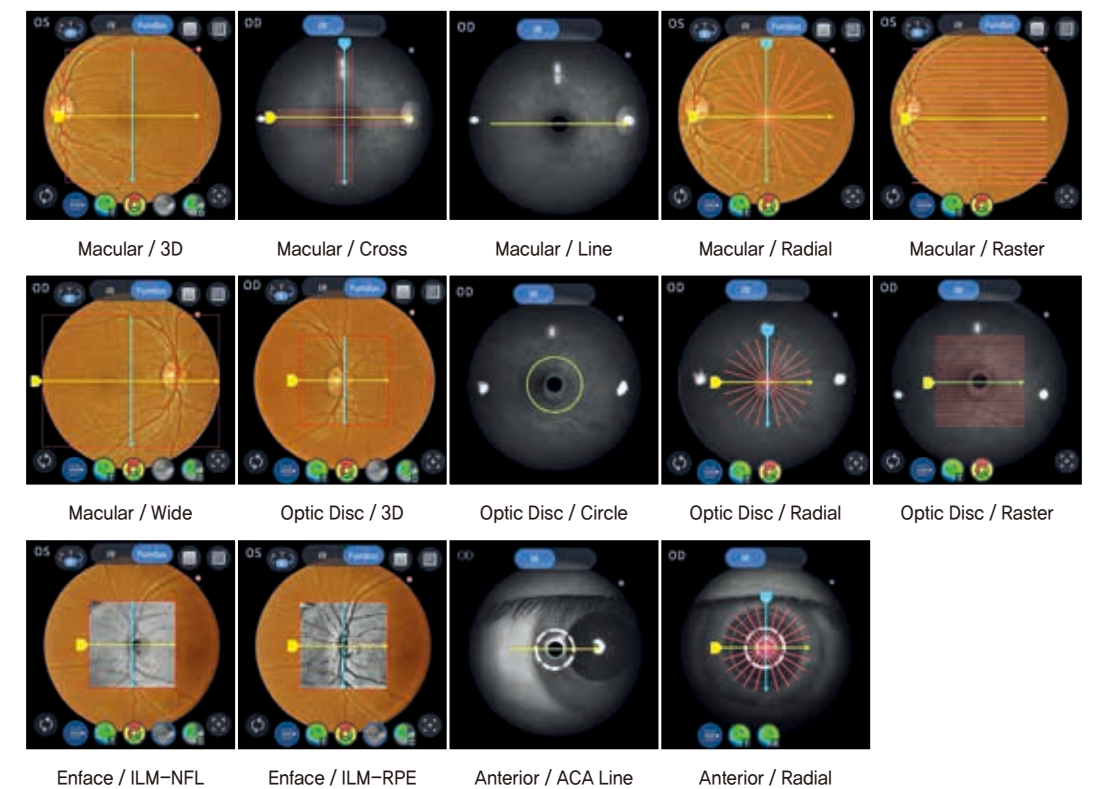 OS IR Fundus
OD IR
OD IR
OS IR Fundus
OS IR Fundus
Macular / 3D
Macular / Cross
Macular / Line
Macular / Radial
Macular / Raster
OD IR Fundus
OD IR Fundus
OD IR
OD IR
OD IR
Macular / Wide
Optic Disc / 3D
Optic Disc / Circle
Optic Disc / Radial
Optic Disc / Raster
OS IR Fundus
OS IR Fundus
OD IR
OD IR
Enface / ILM-NFL
Enface / ILM-RPE
Anterior / ACA Line
Anterior / Radial